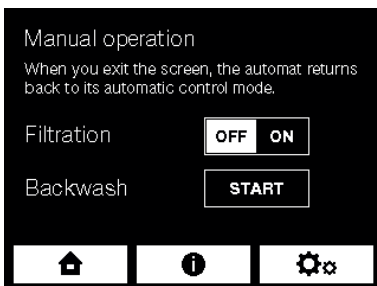 Manual operation
When you exit the screen, the automat returns
back to its automatic control mode.
Filtration OFF ON
Backwash START